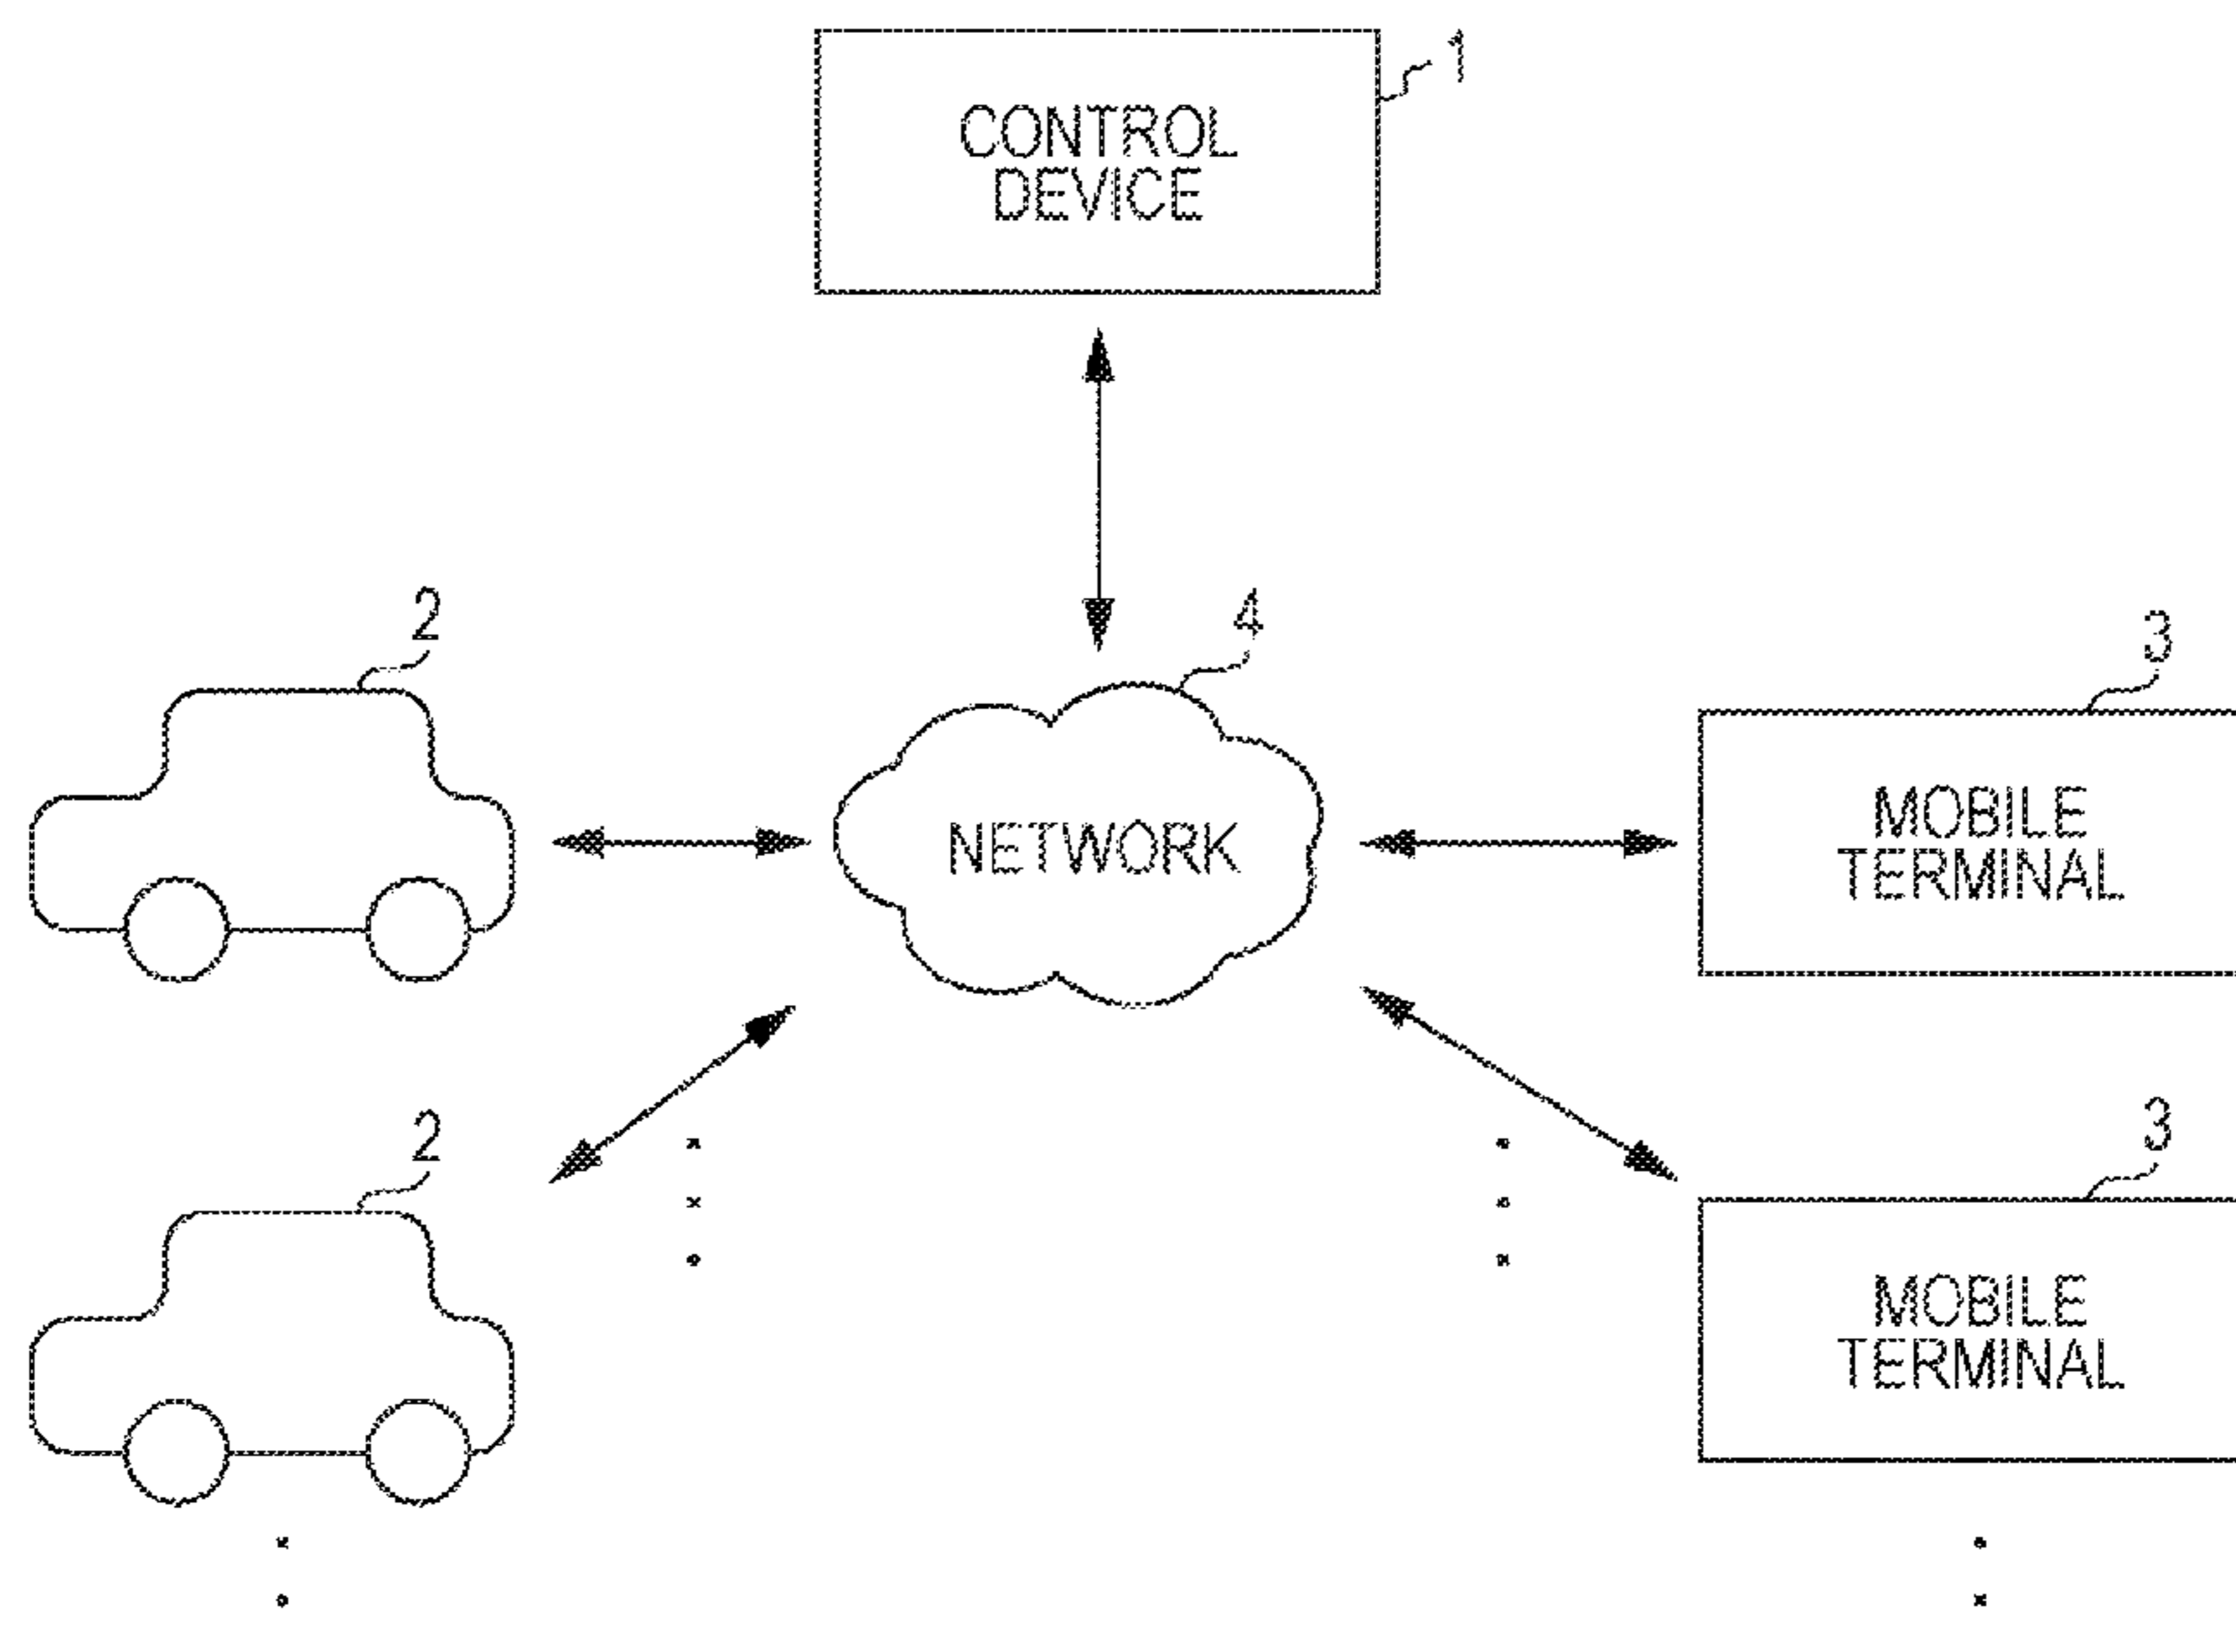 1
CONTROL
DEVICE
2
4
3
NETWORK
MOBILE
TERMINAL
2
3
MOBILE
TERMINAL